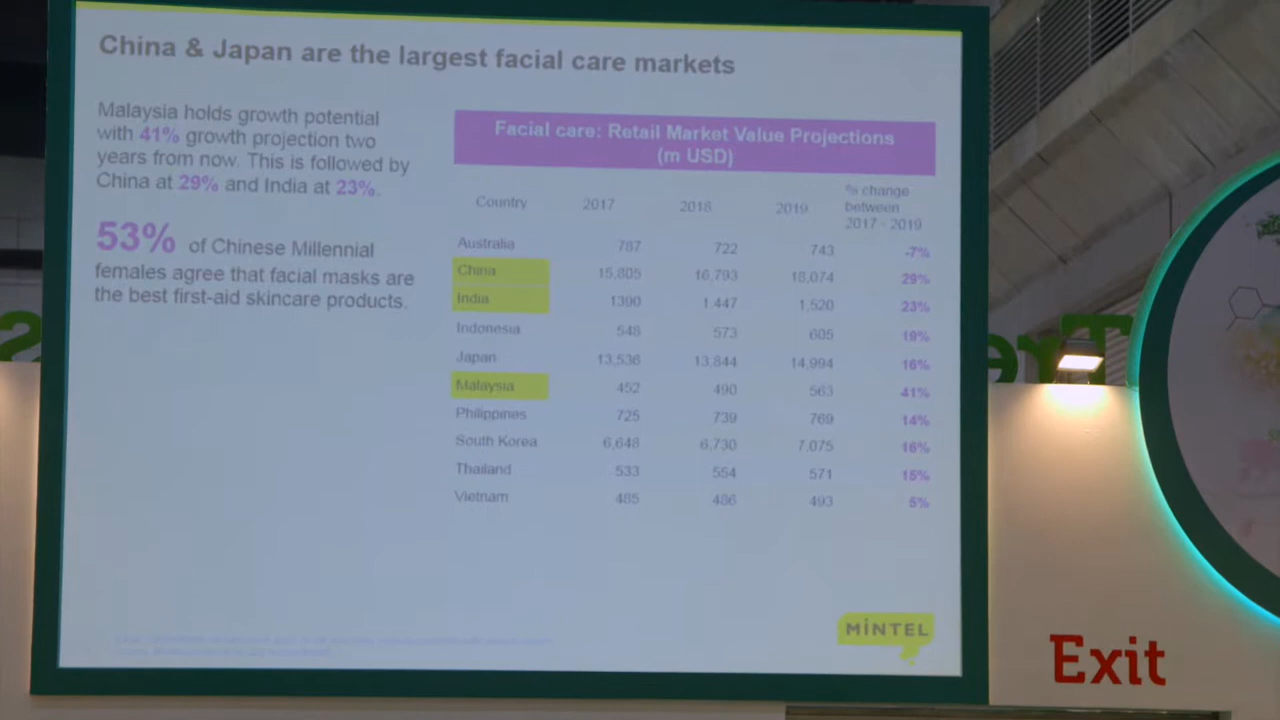 China & Japan are the largest facial care markets
Malaysia holds growth potential
with 41% growth projection two
years from now. This is followed by
China at 29% and India at 23%.
53% of Chinese Millennial
females agree that facial masks are
the best first-aid skincare products.
Facial care: Retail Market Value Projections
(m USD)
Country 2017 2018 2019 % change between 2017 - 2019
Australia 787 722 743 -7%
China 15,805 16,793 18,074 29%
India 1390 1.447 1,520 23%
Indonesia 548 573 605 19%
Japan 13,536 13,844 14,994 16%
Malaysia 452 490 563 41%
Philippines 725 739 769 14%
South Korea 6,648 6,730 7,075 16%
Thailand 533 554 571 15%
Vietnam 485 486 493 5%
MiNTEL
Exit